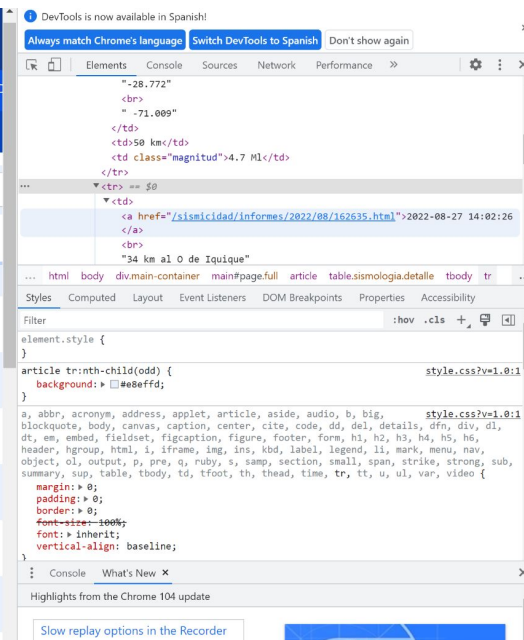 DevTools is now available in Spanish!
Always match Chrome's language Switch DevTools to Spanish Don't show again
Elements Console Sources Network Performance »
"-28.772"
<br>
" -71.009"
</td>
<td>50 km</td>
<td class="magnitud">4.7 Ml</td>
</tr>
... ▼<tr> == $0
▼<td>
<a href="/sismicidad/informes/2022/08/162635.html">2022-08-27 14:02:26
</a>
<br>
"34 km al O de Iquique"
... html body div.main-container main#page.full article table.sismologia.detalle tbody tr ..
Styles Computed Layout Event Listeners DOM Breakpoints Properties Accessibility
Filter :hov .cls +
element.style {
}
article tr:nth-child(odd) { style.css?v=1.0:1
background: ▶ #e8effd;
}
a, abbr, acronym, address, applet, article, aside, audio, b, big, style.css?v=1.0:1
blockquote, body, canvas, caption, center, cite, code, dd, del, details, dfn, div, dl,
dt, em, embed, fieldset, figcaption, figure, footer, form, h1, h2, h3, h4, h5, h6,
header, hgroup, html, i, iframe, img, ins, kbd, label, legend, li, mark, menu, nav,
object, ol, output, p, pre, q, ruby, s, samp, section, small, span, strike, strong, sub,
summary, sup, table, tbody, td, tfoot, th, thead, time, tr, tt, u, ul, var, video {
margin: ▶ 0;
padding: ▶ 0;
border: ▶ 0;
font-size: 100%;
font: ▶ inherit;
vertical-align: baseline;
}
Console What's New ×
Highlights from the Chrome 104 update
Slow replay options in the Recorder